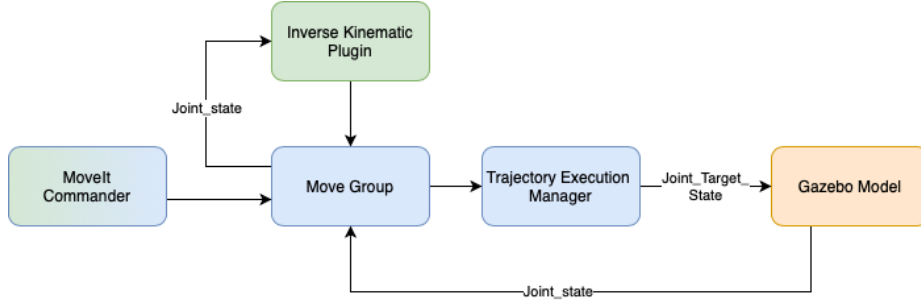 Inverse Kinematic
Plugin
Joint_state
MoveIt
Commander
Move Group
Trajectory Execution
Manager
Joint_Target_
State
Gazebo Model
Joint_state